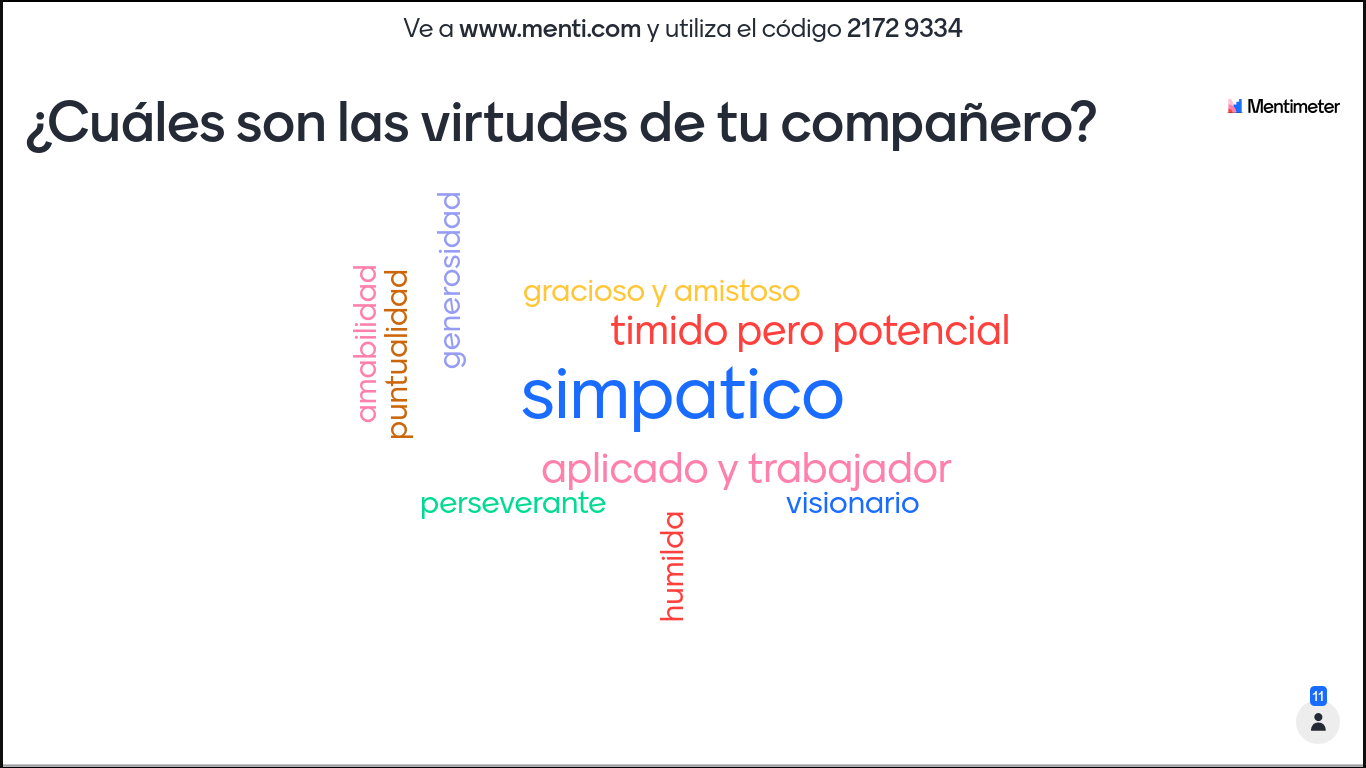 Ve a www.menti.com y utiliza el código 2172 9334
¿Cuáles son las virtudes de tu compañero?
Mentimeter
generosidad
amabilidad
puntualidad
gracioso y amistoso
timido pero potencial
simpatico
aplicado y trabajador
perseverante
visionario
humilda
11